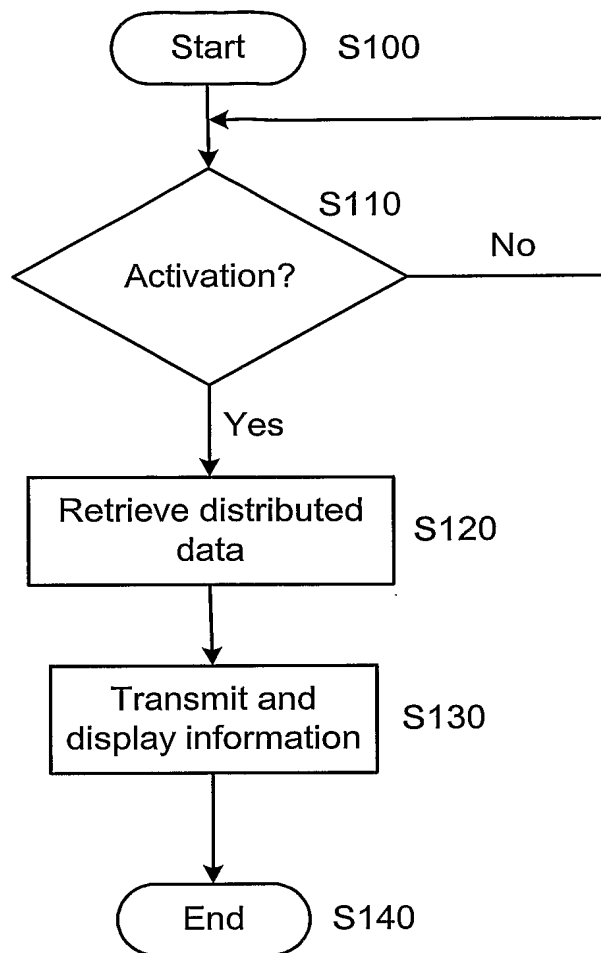 Start
S100
S110
Activation?
No
Yes
Retrieve distributed
data
S120
Transmit and
display information
S130
End
S140